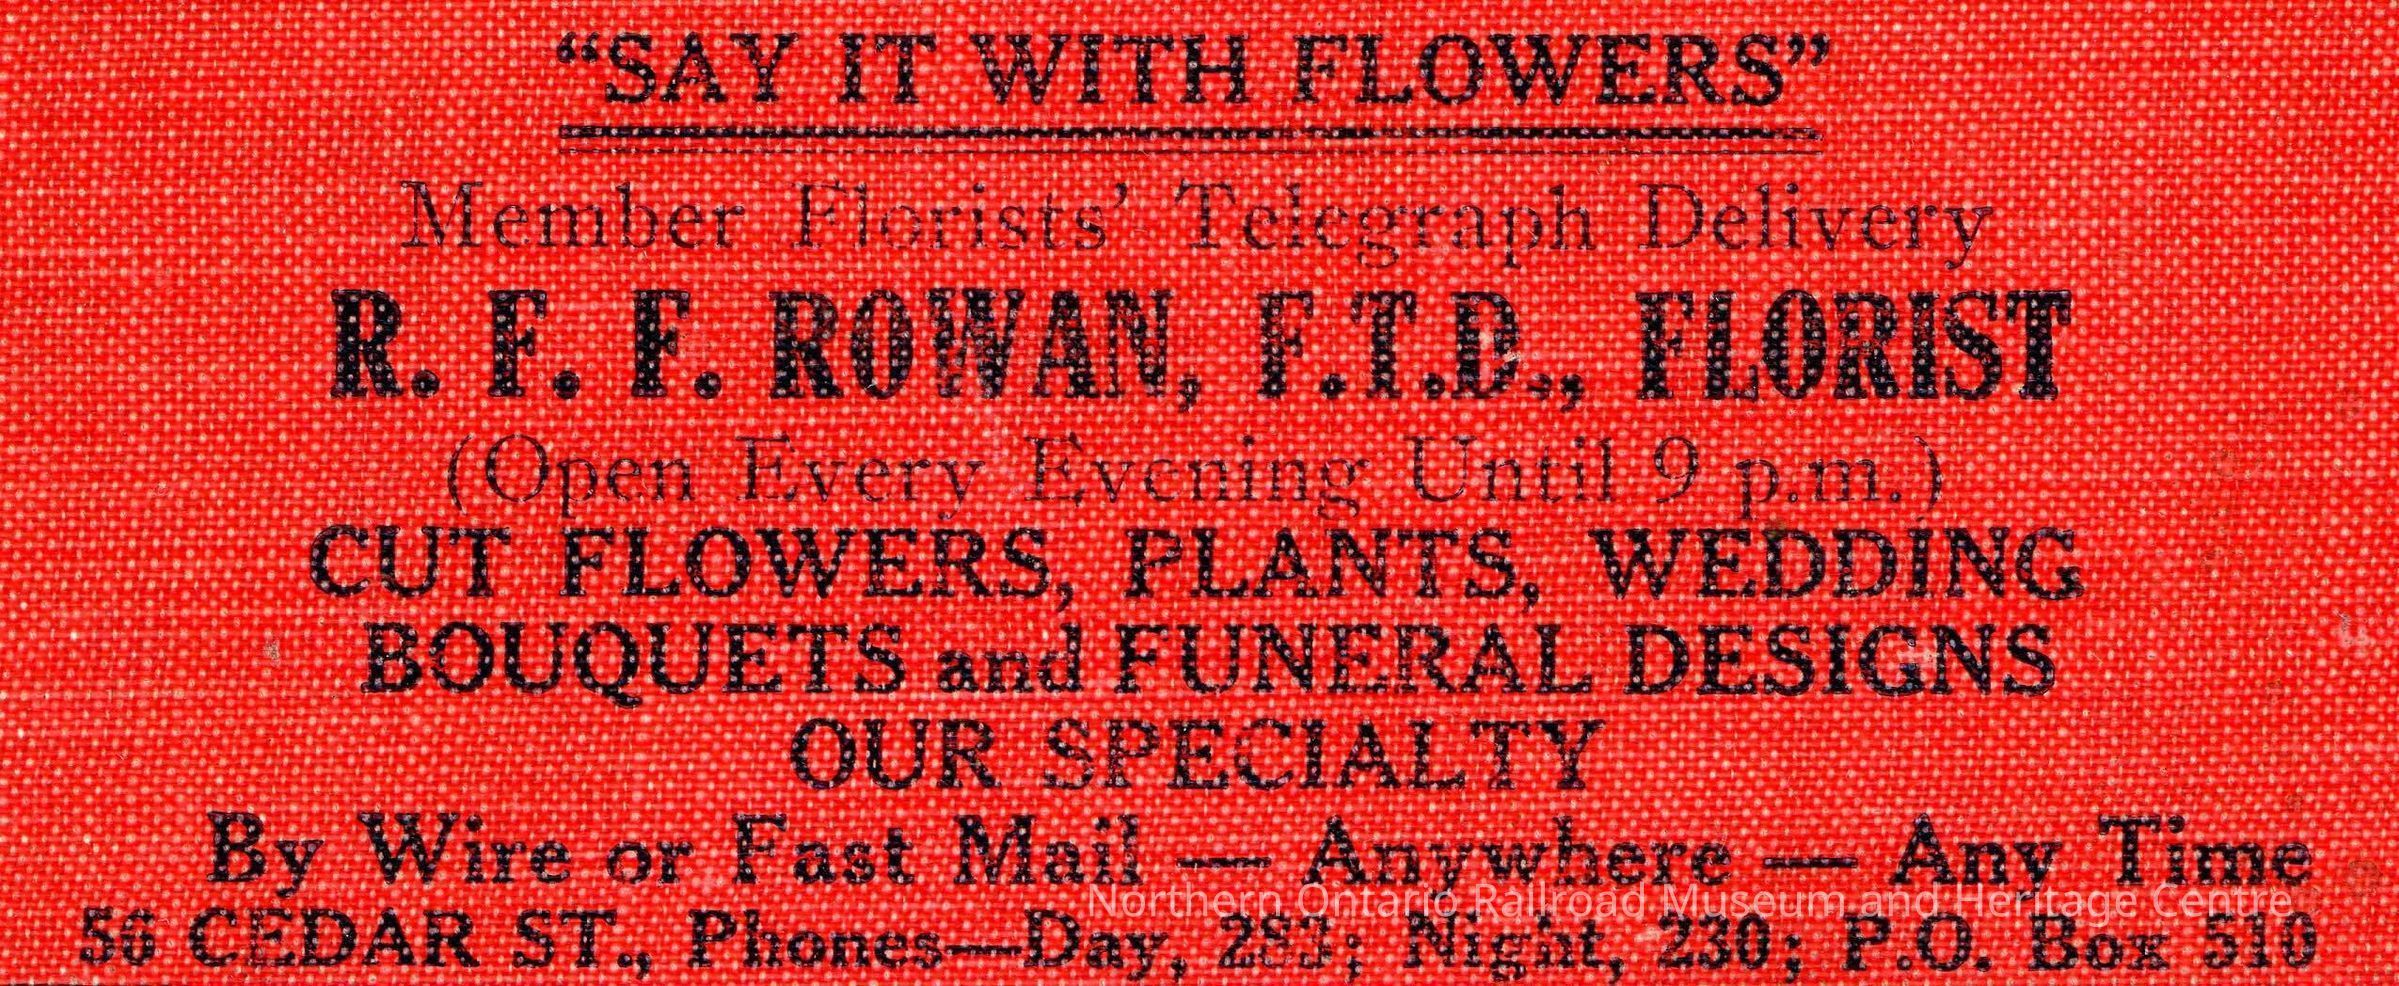 “SAY IT WITH FLOWERS”
Member Florists’ Telegraph Delivery
R. F. F. ROWAN, F.T.D., FLORIST
(Open Every Evening Until 9 p.m.)
CUT FLOWERS, PLANTS, WEDDING
BOUQUETS and FUNERAL DESIGNS
OUR SPECIALTY
By Wire or Fast Mail — Anywhere — Any Time
Northern Ontario Railroad Museum and Heritage Centre
56 CEDAR ST., Phones—Day, 283; Night, 230; P.O. Box 510